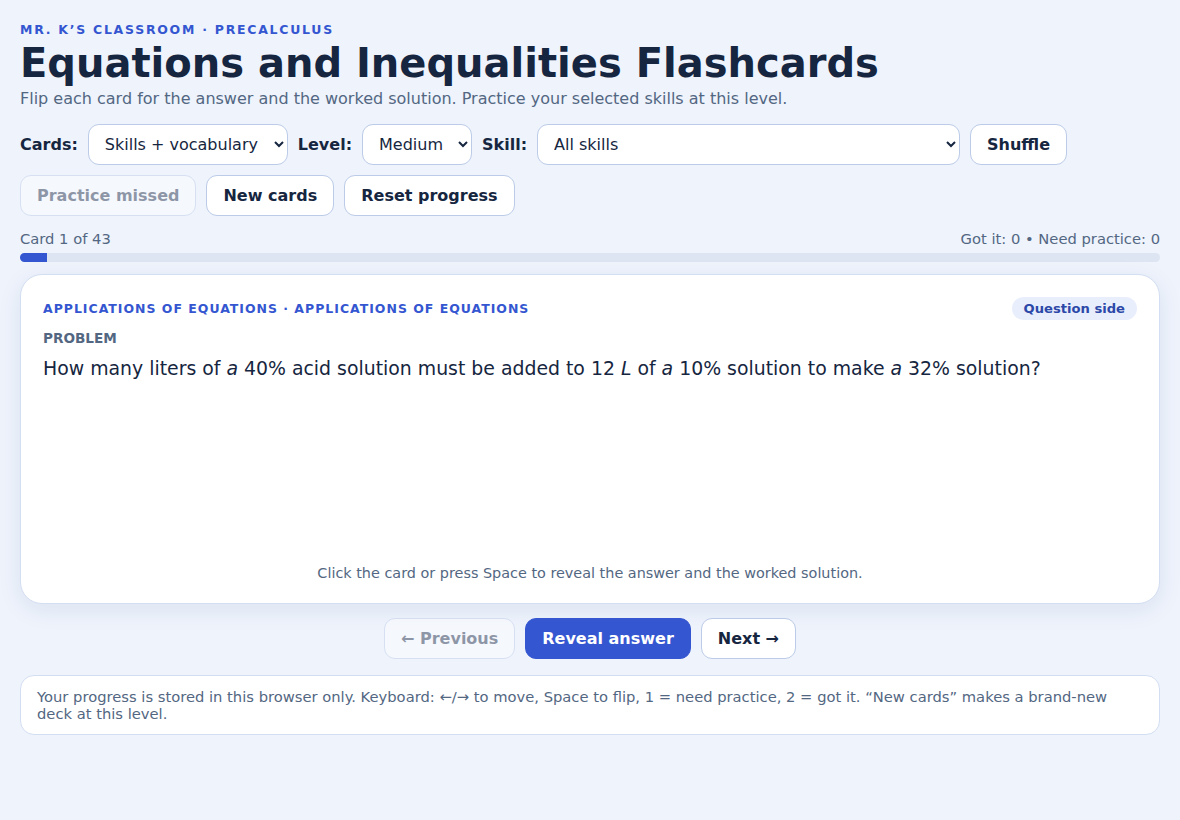 MR. K’S CLASSROOM · PRECALCULUS
Equations and Inequalities Flashcards
Flip each card for the answer and the worked solution. Practice your selected skills at this level.
Cards: Skills + vocabulary Level: Medium Skill: All skills Shuffle
Practice missed New cards Reset progress
Card 1 of 43 Got it: 0 • Need practice: 0
APPLICATIONS OF EQUATIONS · APPLICATIONS OF EQUATIONS Question side
PROBLEM
How many liters of a 40% acid solution must be added to 12 L of a 10% solution to make a 32% solution?
Click the card or press Space to reveal the answer and the worked solution.
← Previous Reveal answer Next →
Your progress is stored in this browser only. Keyboard: ←/→ to move, Space to flip, 1 = need practice, 2 = got it. “New cards” makes a brand-new
deck at this level.